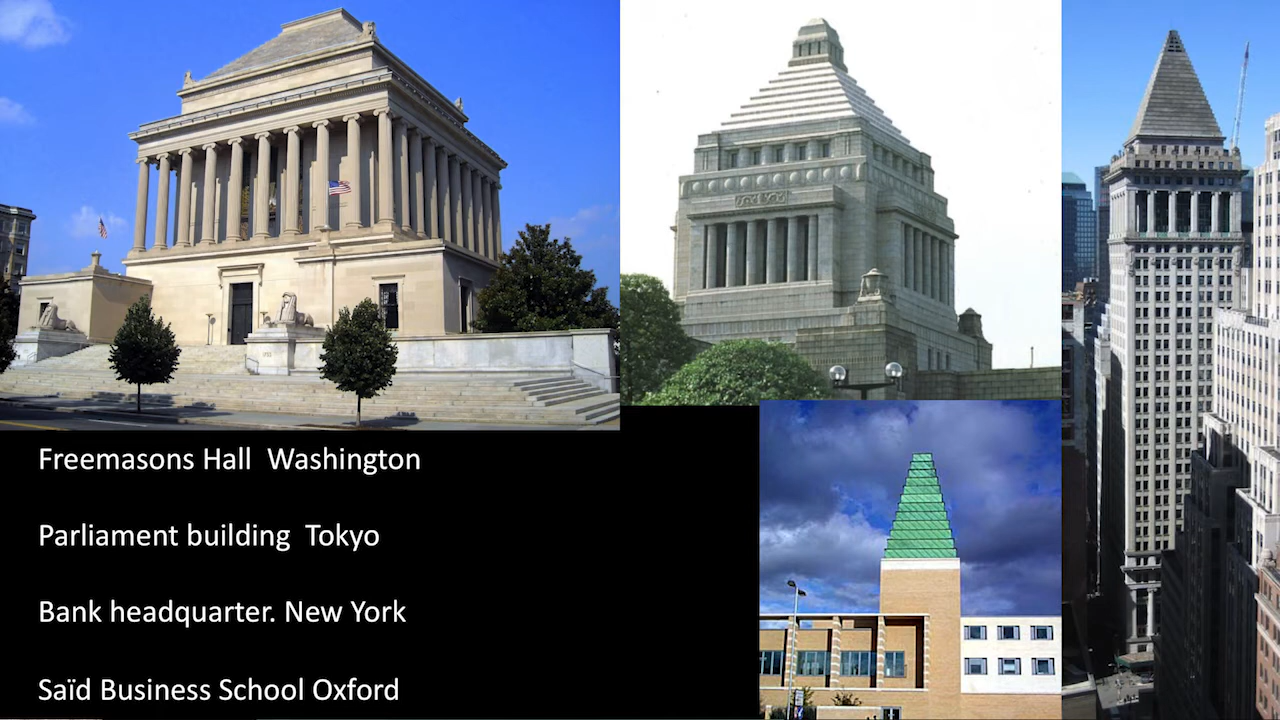 Freemasons Hall  Washington
Parliament building  Tokyo
Bank headquarter. New York
Saïd Business School Oxford